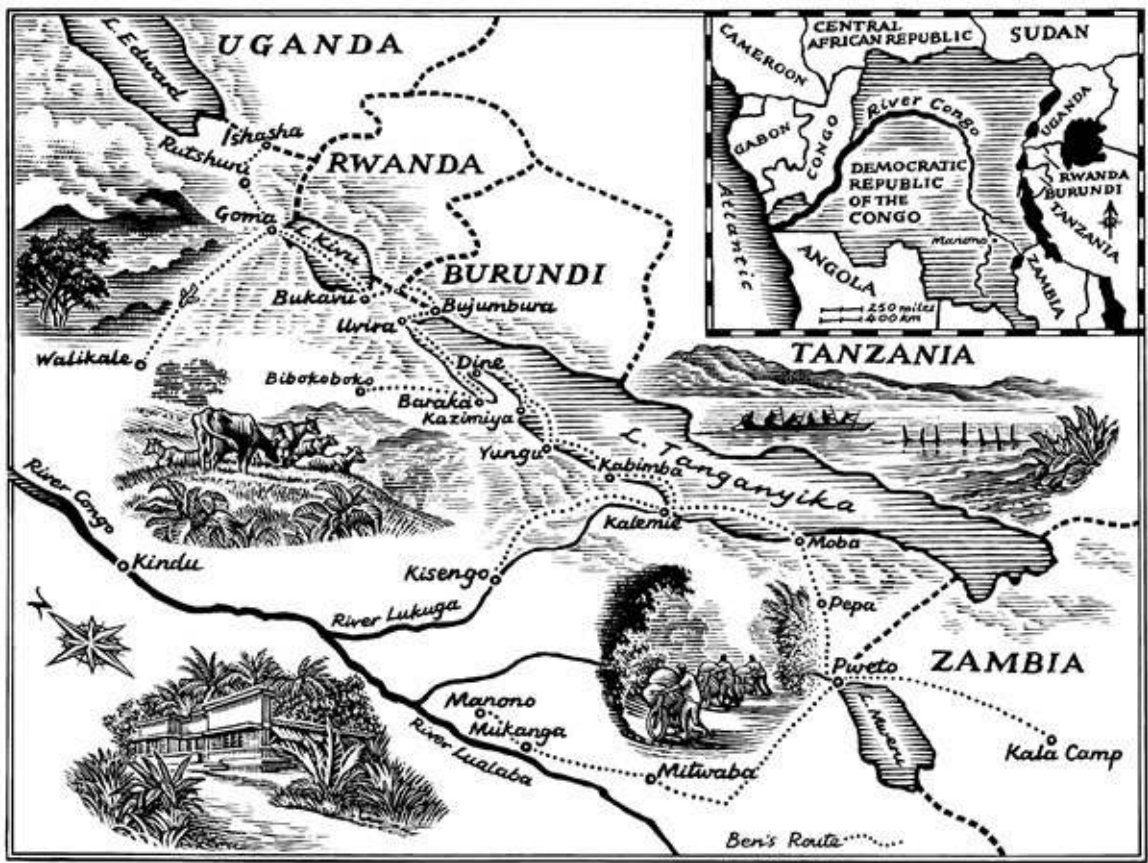 L. Edward
UGANDA
Ishasha
Rutshuru
RWANDA
Goma
L. Kivu
BURUNDI
Bukavu
Bujumbura
Uvira
Walikale
TANZANIA
Dine
Bibokoboko
Baraka
Kazimiya
L. Tanganyika
Yungu
Kabimba
River Congo
Kalemie
Moba
Kindu
Kisengo
Pepa
River Lukuga
Pweto
ZAMBIA
Manono
L. Mweru
Mukanga
River Lualaba
Kala Camp
Mitwaba
Ben's Route
CAMEROON
CENTRAL
AFRICAN REPUBLIC
SUDAN
River Congo
UGANDA
GABON
CONGO
DEMOCRATIC
REPUBLIC
OF THE
CONGO
RWANDA
BURUNDI
Atlantic
TANZANIA
Manono
ANGOLA
ZAMBIA
250 miles
400 km